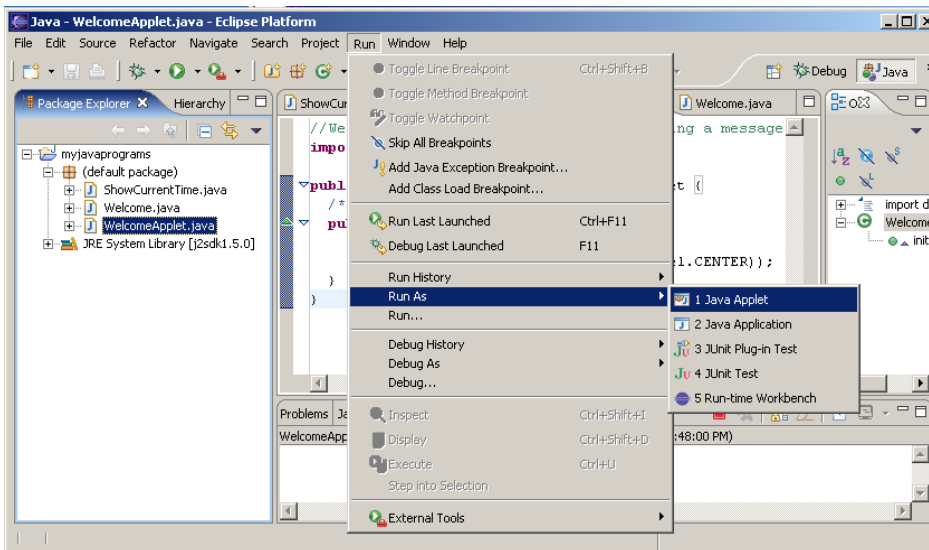 Java - WelcomeApplet.java - Eclipse Platform
File Edit Source Refactor Navigate Search Project Run Window Help
Debug Java
Package Explorer Hierarchy
myjavaprograms
(default package)
ShowCurrentTime.java
Welcome.java
WelcomeApplet.java
JRE System Library [j2sdk1.5.0]
ShowCur
Welcome.java
//We
ng a message
impo
publ
t {
/*
pu
l.CENTER));
}
}
Toggle Line Breakpoint Ctrl+Shift+B
Toggle Method Breakpoint
Toggle Watchpoint
Skip All Breakpoints
Add Java Exception Breakpoint...
Add Class Load Breakpoint...
Run Last Launched Ctrl+F11
Debug Last Launched F11
Run History
Run As
Run...
Debug History
Debug As
Debug...
Inspect Ctrl+Shift+I
Display Ctrl+Shift+D
Execute Ctrl+U
Step into Selection
External Tools
1 Java Applet
2 Java Application
3 JUnit Plug-in Test
4 JUnit Test
5 Run-time Workbench
import d
Welcome
init
Problems Ja
WelcomeApp
:48:00 PM)